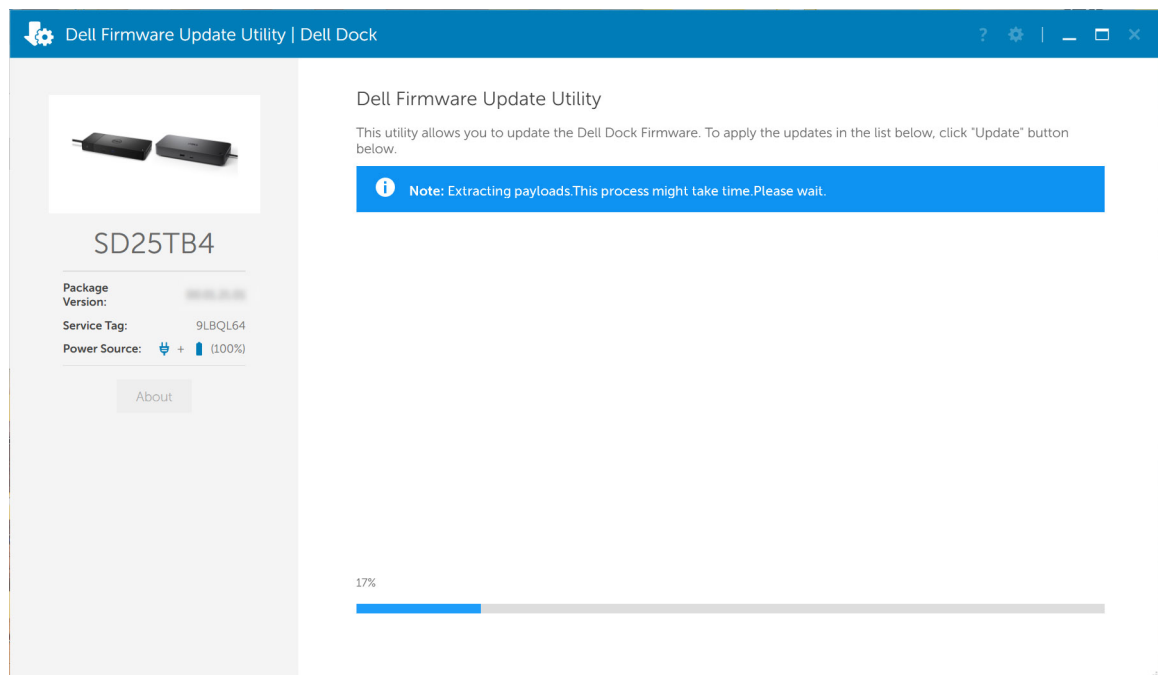 Dell Firmware Update Utility | Dell Dock
?
SD25TB4
Package
Version:
Service Tag: 9LBQL64
Power Source: + (100%)
About
Dell Firmware Update Utility
This utility allows you to update the Dell Dock Firmware. To apply the updates in the list below, click "Update" button
below.
Note: Extracting payloads.This process might take time.Please wait.
17%